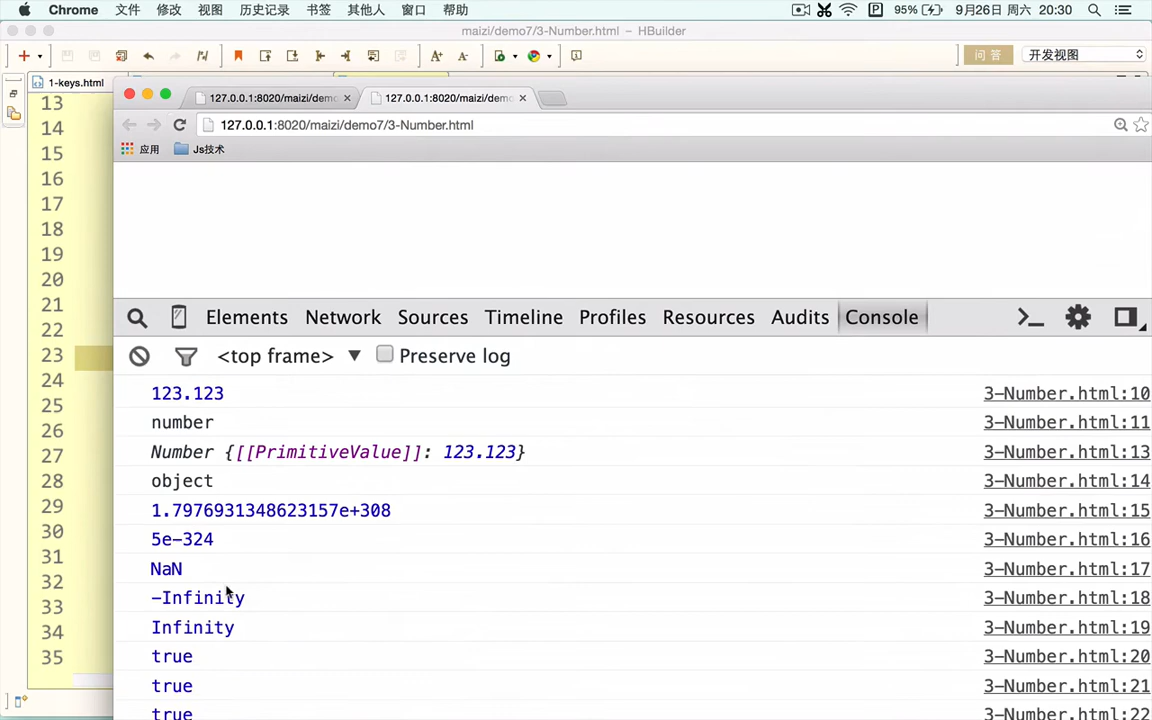 Chrome 文件 修改 视图 历史记录 书签 其他人 窗口 帮助 95% 9月26日 周六 20:30
maizi/demo7/3-Number.html – HBuilder
问 答 开发视图
1-keys.html
127.0.0.1:8020/maizi/demo
127.0.0.1:8020/maizi/demo
127.0.0.1:8020/maizi/demo7/3-Number.html
应用 Js技术
Elements Network Sources Timeline Profiles Resources Audits Console
<top frame> Preserve log
123.123 3-Number.html:10
number 3-Number.html:11
Number {[[PrimitiveValue]]: 123.123} 3-Number.html:13
object 3-Number.html:14
1.7976931348623157e+308 3-Number.html:15
5e-324 3-Number.html:16
NaN 3-Number.html:17
-Infinity 3-Number.html:18
Infinity 3-Number.html:19
true 3-Number.html:20
true 3-Number.html:21
true 3-Number.html:22
13
14
15
16
17
18
19
20
21
22
23
24
25
26
27
28
29
30
31
32
33
34
35